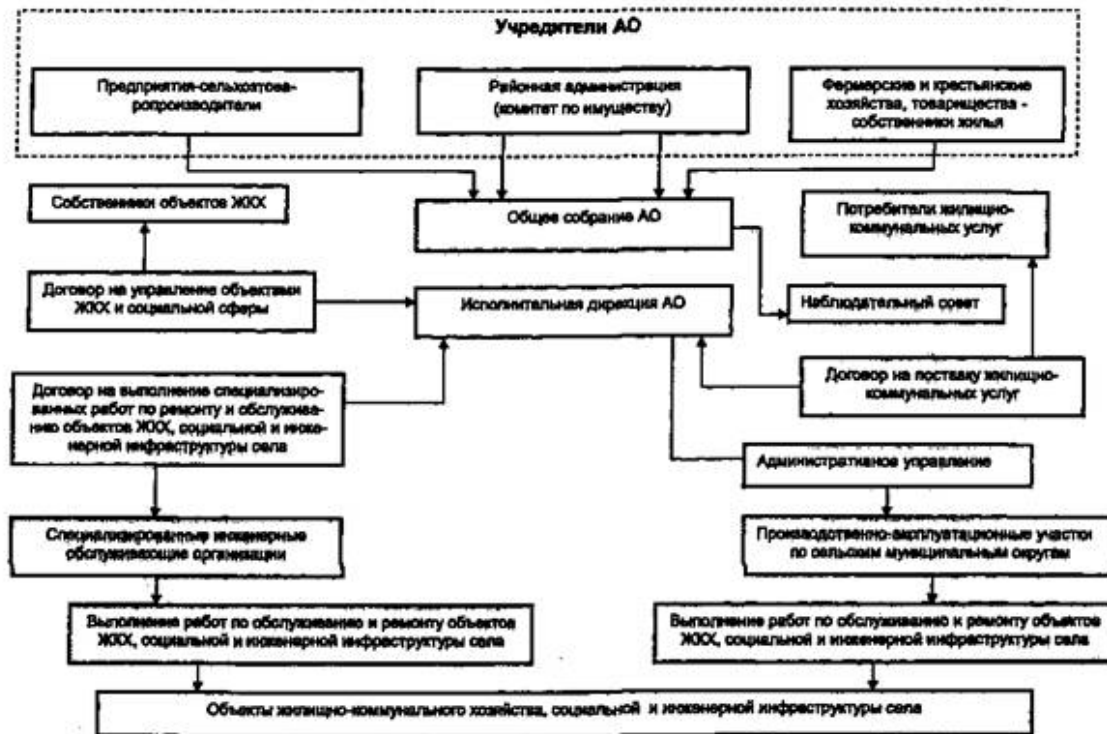 Учредители АО
Предприятия-сельхозтова-
ропроизводители
Районная администрация
(комитет по имуществу)
Фермерские и крестьянские
хозяйства, товарищества -
собственники жилья
Собственники объектов ЖКХ
Общее собрание АО
Потребители жилищно-
коммунальных услуг
Договор на управление объектами
ЖКХ и социальной сферы
Исполнительная дирекция АО
Наблюдательный совет
Договор на выполнение специализиро-
ванных работ по ремонту и обслужива-
нию объектов ЖКХ, социальной и инже-
нерной инфраструктуры села
Договор на поставку жилищно-
коммунальных услуг
Административное управление
Специализированные инженерные
обслуживающие организации
Производственно-эксплуатационные участки
по сельским муниципальным округам
Выполнение работ по обслуживанию и ремонту объектов
ЖКХ, социальной и инженерной инфраструктуры села
Выполнение работ по обслуживанию и ремонту объектов
ЖКХ, социальной и инженерной инфраструктуры села
Объекты жилищно-коммунального хозяйства, социальной и инженерной инфраструктуры села